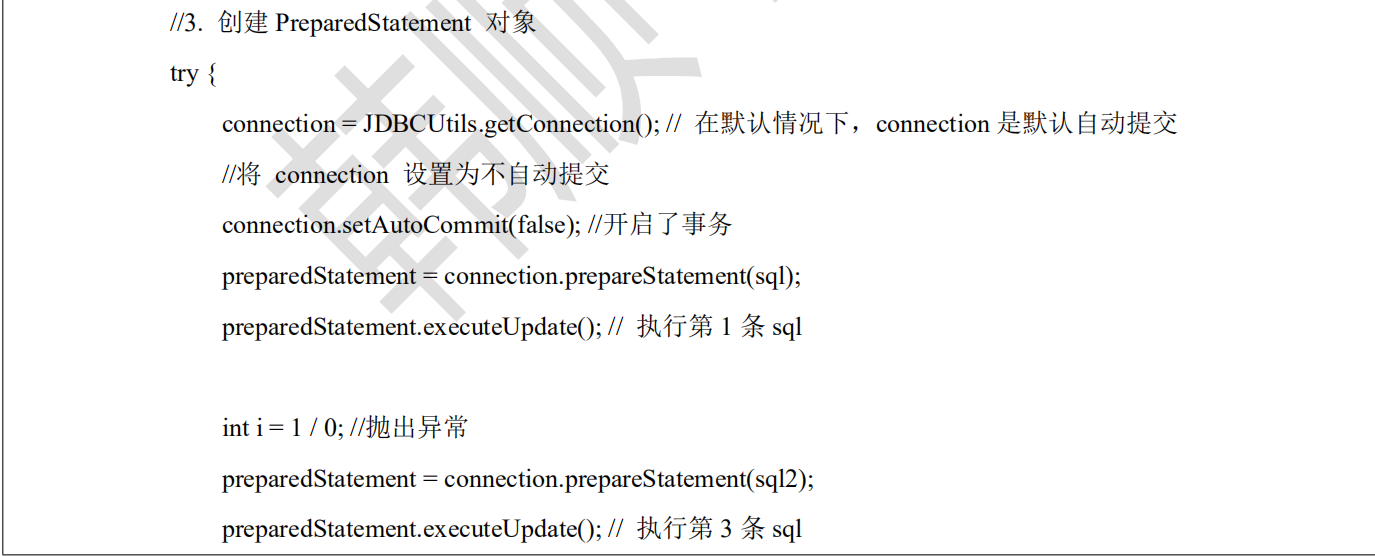 //3. 创建 PreparedStatement 对象
try {
connection = JDBCUtils.getConnection(); // 在默认情况下，connection 是默认自动提交
//将 connection 设置为不自动提交
connection.setAutoCommit(false); //开启了事务
preparedStatement = connection.prepareStatement(sql);
preparedStatement.executeUpdate(); // 执行第 1 条 sql
int i = 1 / 0; //抛出异常
preparedStatement = connection.prepareStatement(sql2);
preparedStatement.executeUpdate(); // 执行第 3 条 sql
韩顺